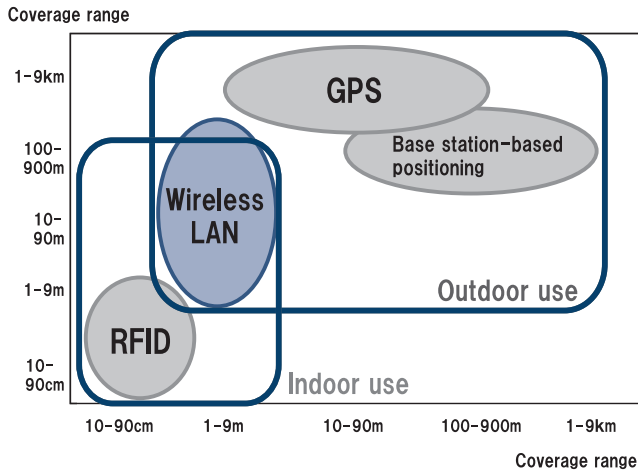 Coverage range
1-9km
GPS
100-
900m
Base station-based
positioning
Wireless
LAN
10-
90m
1-9m
Outdoor use
RFID
10-
90cm
Indoor use
10-90cm
1-9m
10-90m
100-900m
1-9km
Coverage range